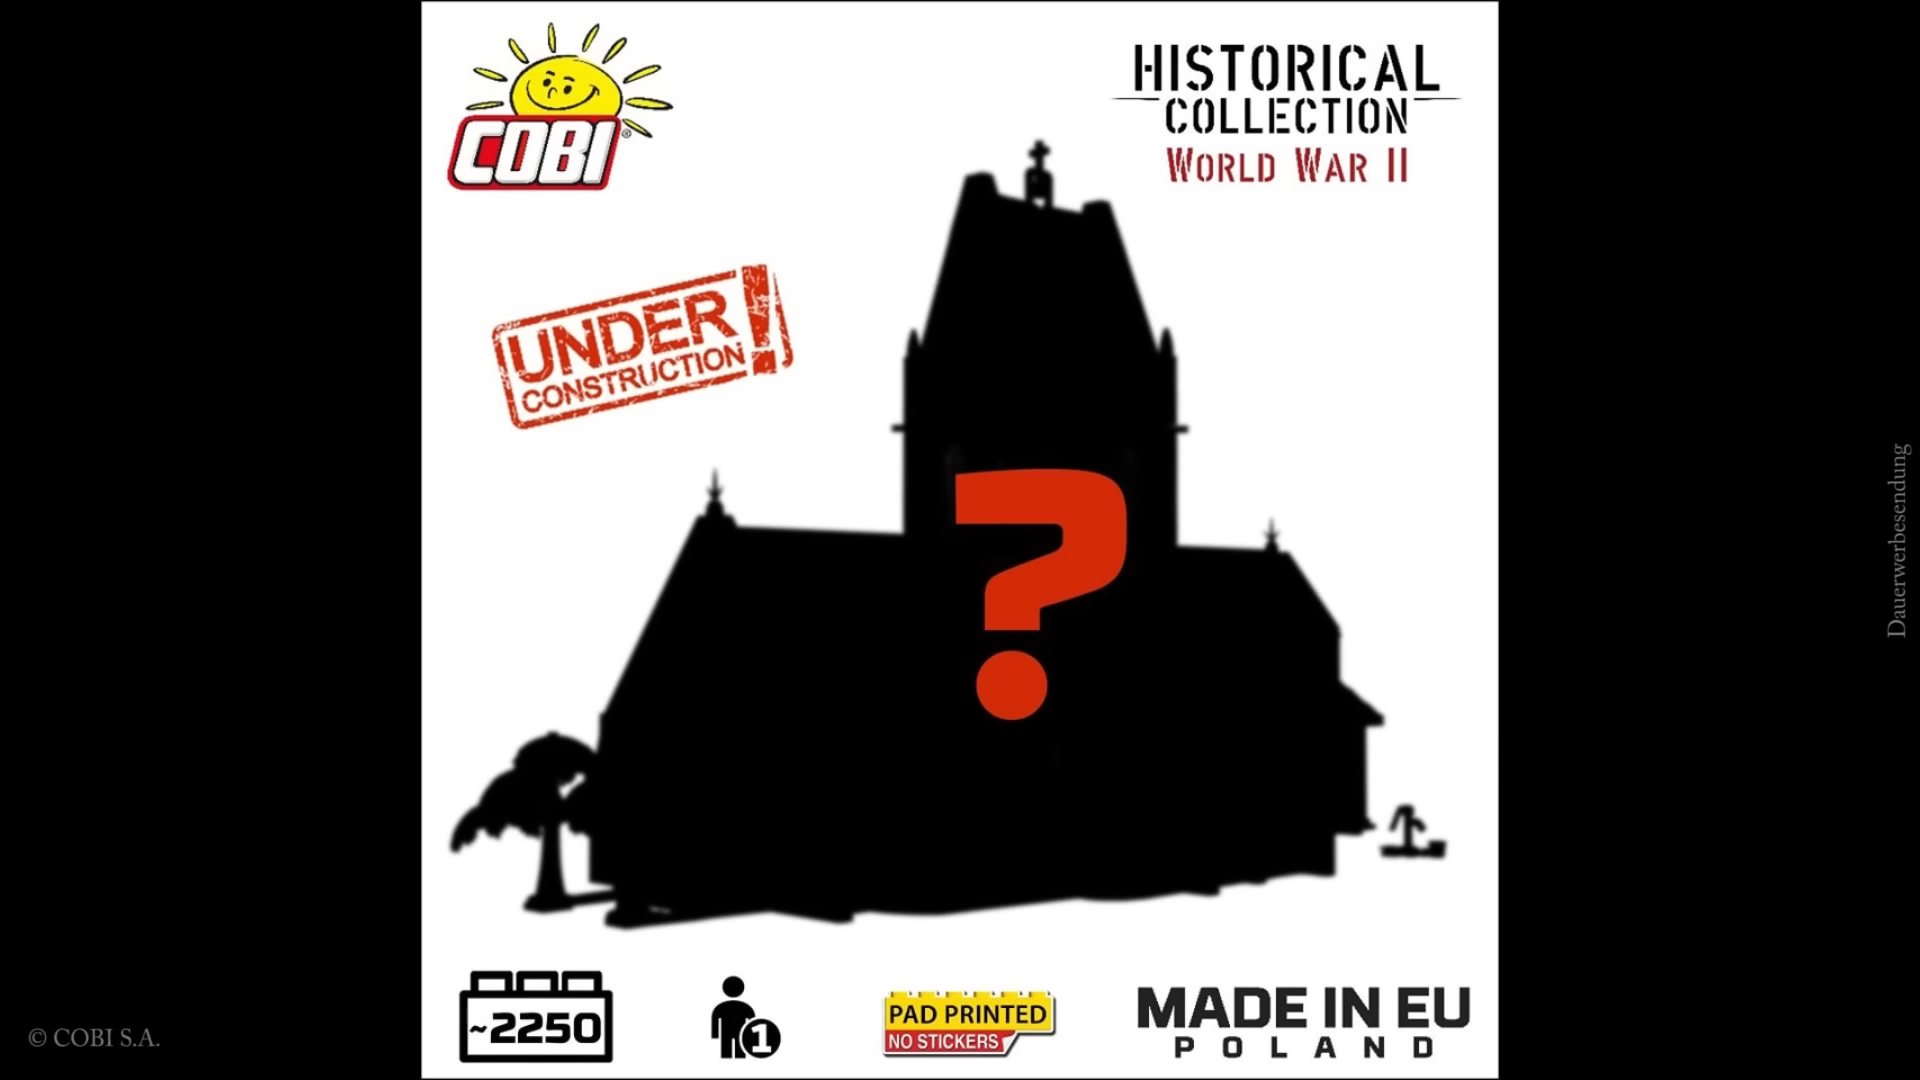 COBI
®
HISTORICAL
COLLECTION
WORLD WAR II
UNDER
CONSTRUCTION!
?
Dauerwerbesendung
~2250
1
PAD PRINTED
NO STICKERS
MADE IN EU
POLAND
© COBI S.A.